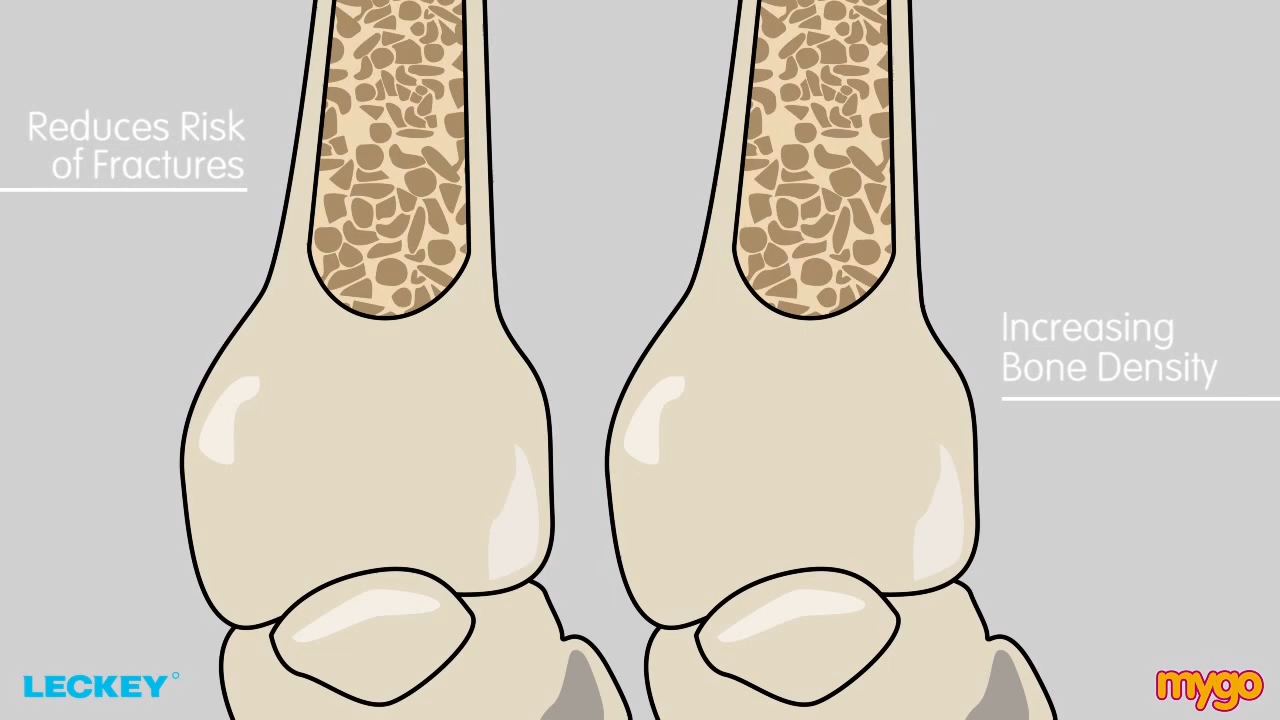 Reduces Risk
of Fractures
Increasing
Bone Density
LECKEY
mygo